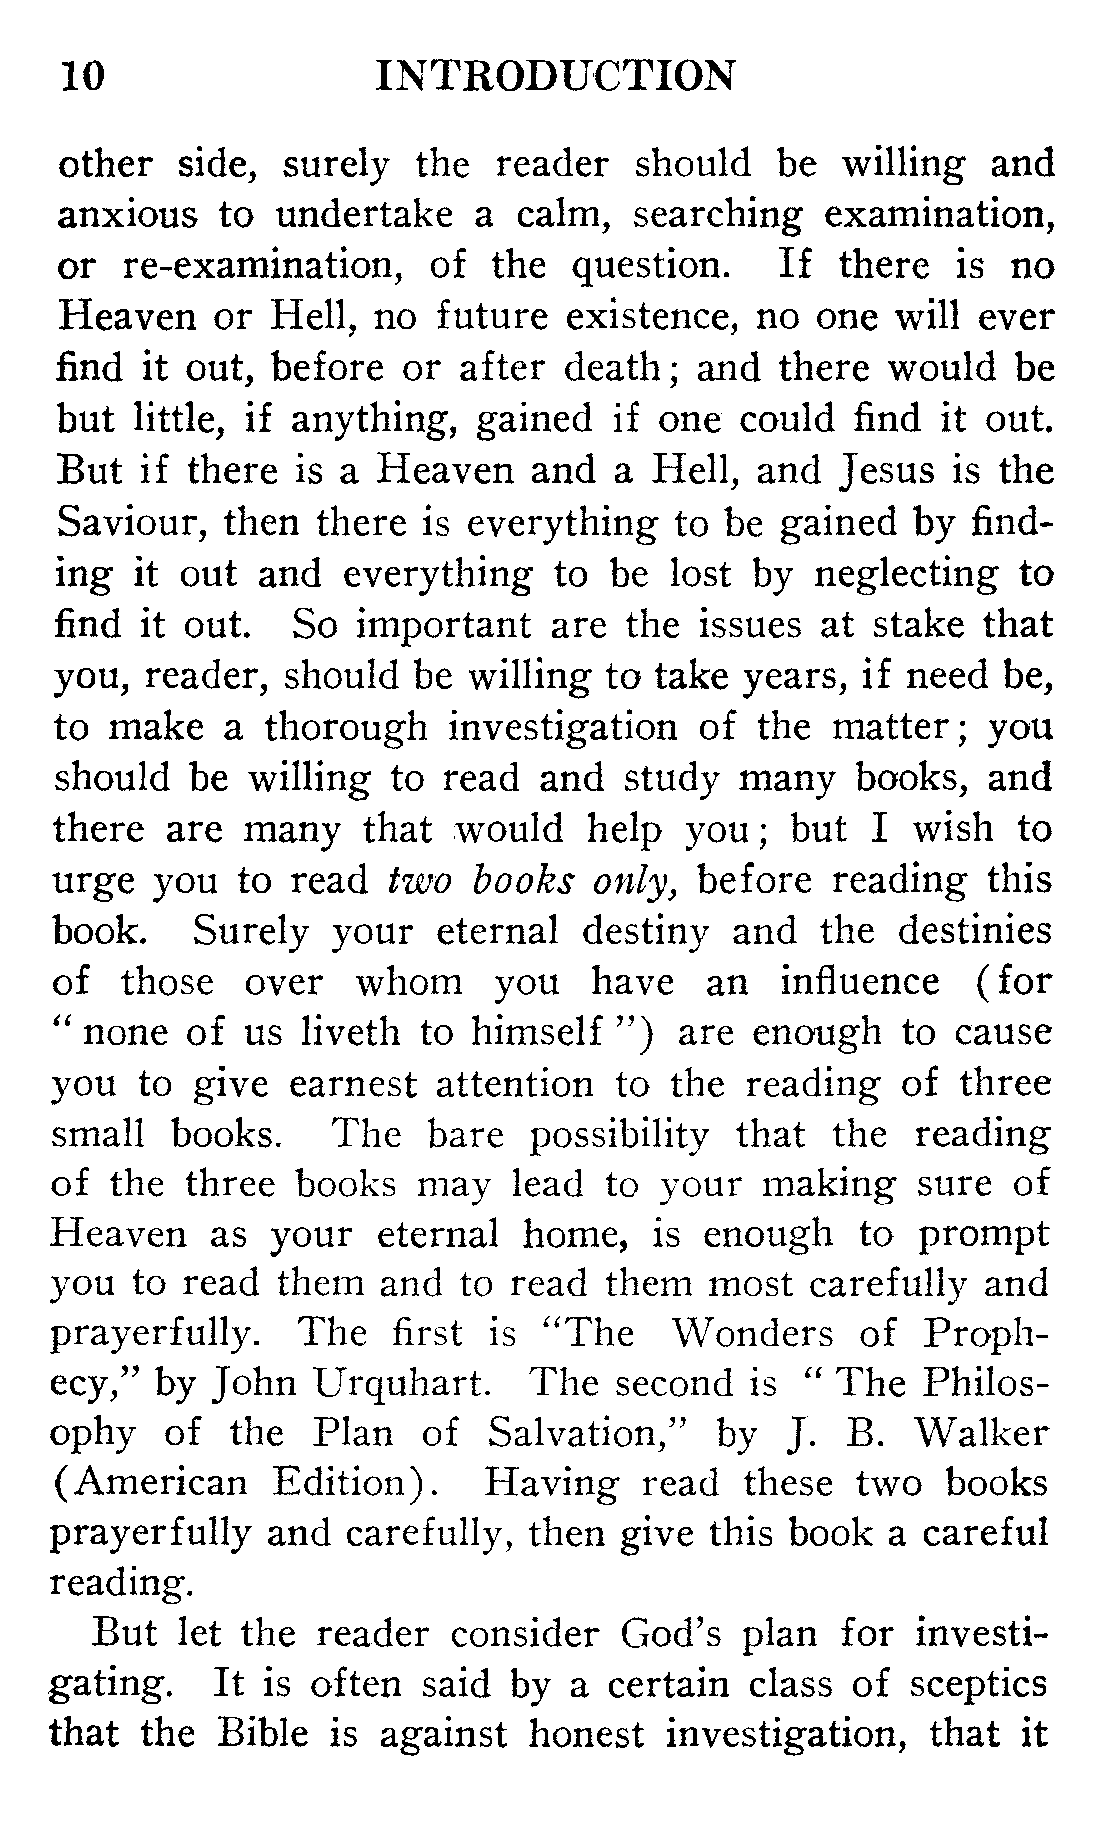 10 INTRODUCTION
other side, surely the reader should be willing and
anxious to undertake a calm, searching examination,
or re-examination, of the question. If there is no
Heaven or Hell, no future existence, no one will ever
find it out, before or after death; and there would be
but little, if anything, gained if one could find it out.
But if there is a Heaven and a Hell, and Jesus is the
Saviour, then there is everything to be gained by find-
ing it out and everything to be lost by neglecting to
find it out. So important are the issues at stake that
you, reader, should be willing to take years, if need be,
to make a thorough investigation of the matter; you
should be willing to read and study many books, and
there are many that would help you; but I wish to
urge you to read two books only, before reading this
book. Surely your eternal destiny and the destinies
of those over whom you have an influence (for
“ none of us liveth to himself ”) are enough to cause
you to give earnest attention to the reading of three
small books. The bare possibility that the reading
of the three books may lead to your making sure of
Heaven as your eternal home, is enough to prompt
you to read them and to read them most carefully and
prayerfully. The first is “The Wonders of Proph-
ecy,” by John Urquhart. The second is “ The Philos-
ophy of the Plan of Salvation,” by J. B. Walker
(American Edition). Having read these two books
prayerfully and carefully, then give this book a careful
reading.
But let the reader consider God’s plan for investi-
gating. It is often said by a certain class of sceptics
that the Bible is against honest investigation, that it